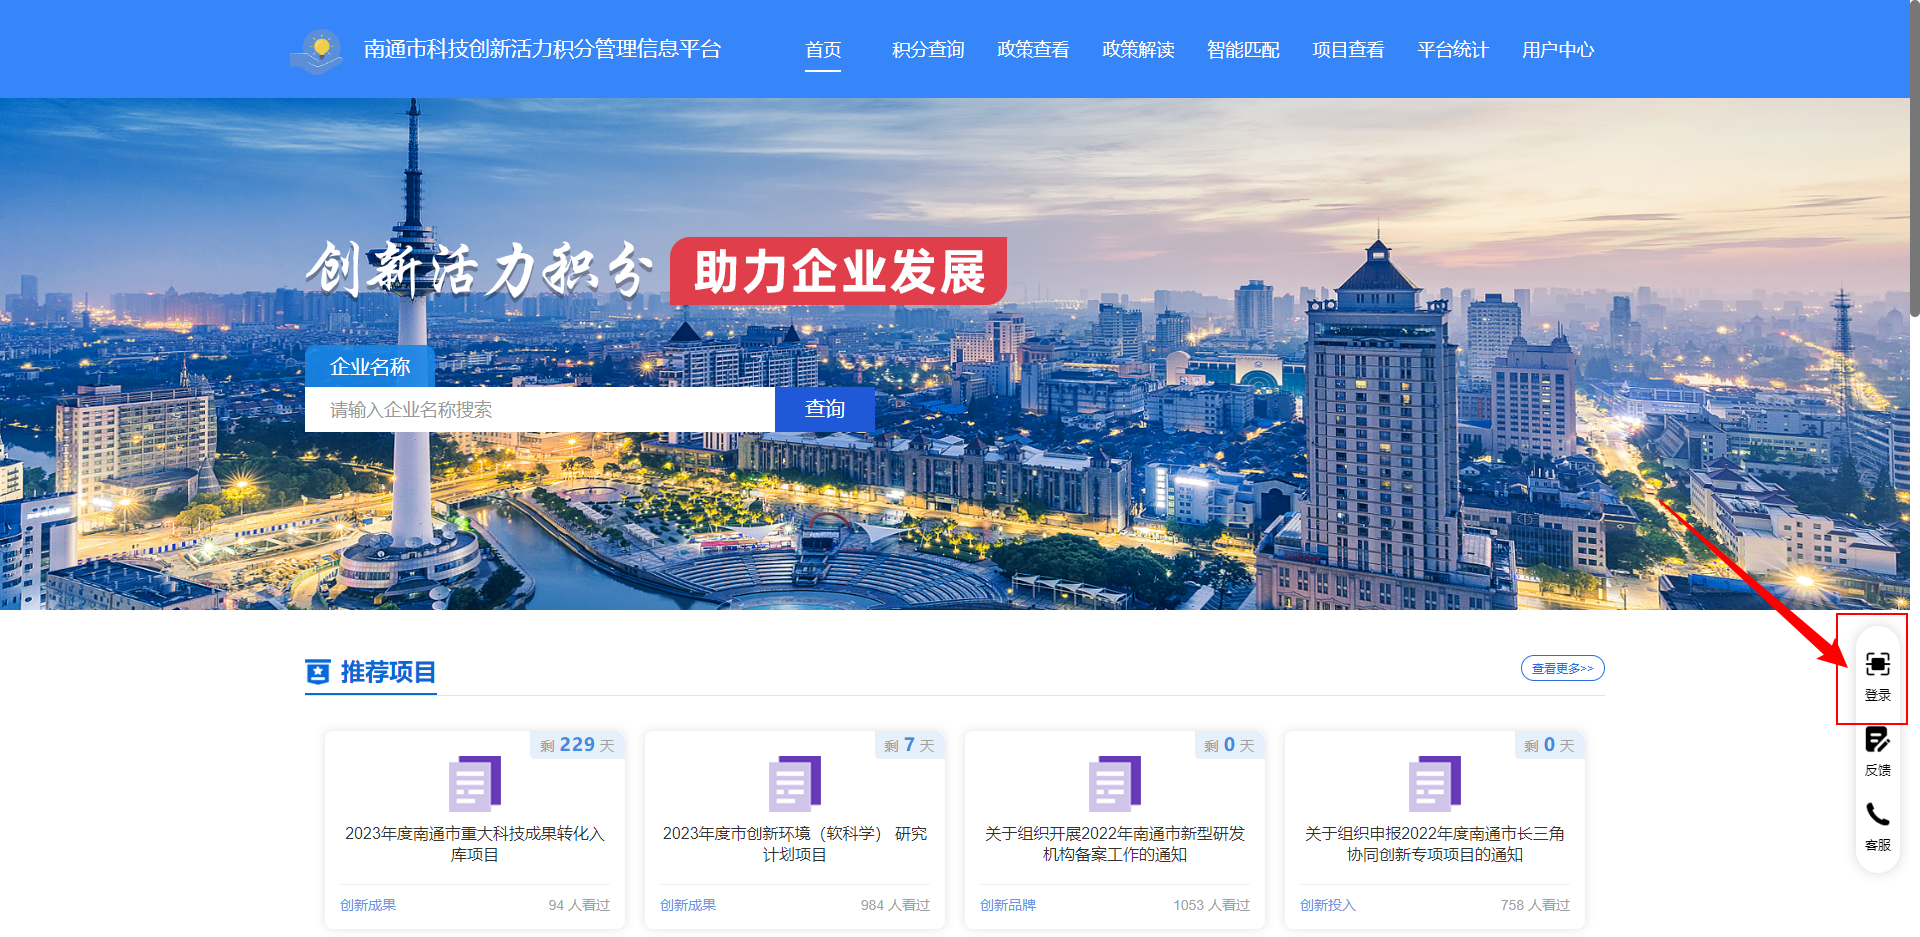 南通市科技创新活力积分管理信息平台
首页 积分查询 政策查看 政策解读 智能匹配 项目查看 平台统计 用户中心
创新活力积分 助力企业发展
企业名称
请输入企业名称搜索 查询
推荐项目 查看更多>>
登录
反馈
客服
剩 229 天
2023年度南通市重大科技成果转化入
库项目
创新成果 94 人看过
剩 7 天
2023年度市创新环境（软科学） 研究
计划项目
创新成果 984 人看过
剩 0 天
关于组织开展2022年南通市新型研发
机构备案工作的通知
创新品牌 1053 人看过
剩 0 天
关于组织申报2022年度南通市长三角
协同创新专项项目的通知
创新投入 758 人看过